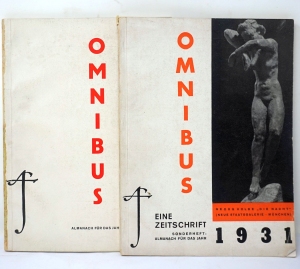 OMNIBUS
ALMANACH FÜR DAS JAHR
OMNIBUS
EINE
ZEITSCHRIFT
SONDERHEFT:
ALMANACH FÜR DAS JAHR
GEORG KOLBE „DIE NACHT“
(NEUE STAATSGALERIE · MÜNCHEN)
1931